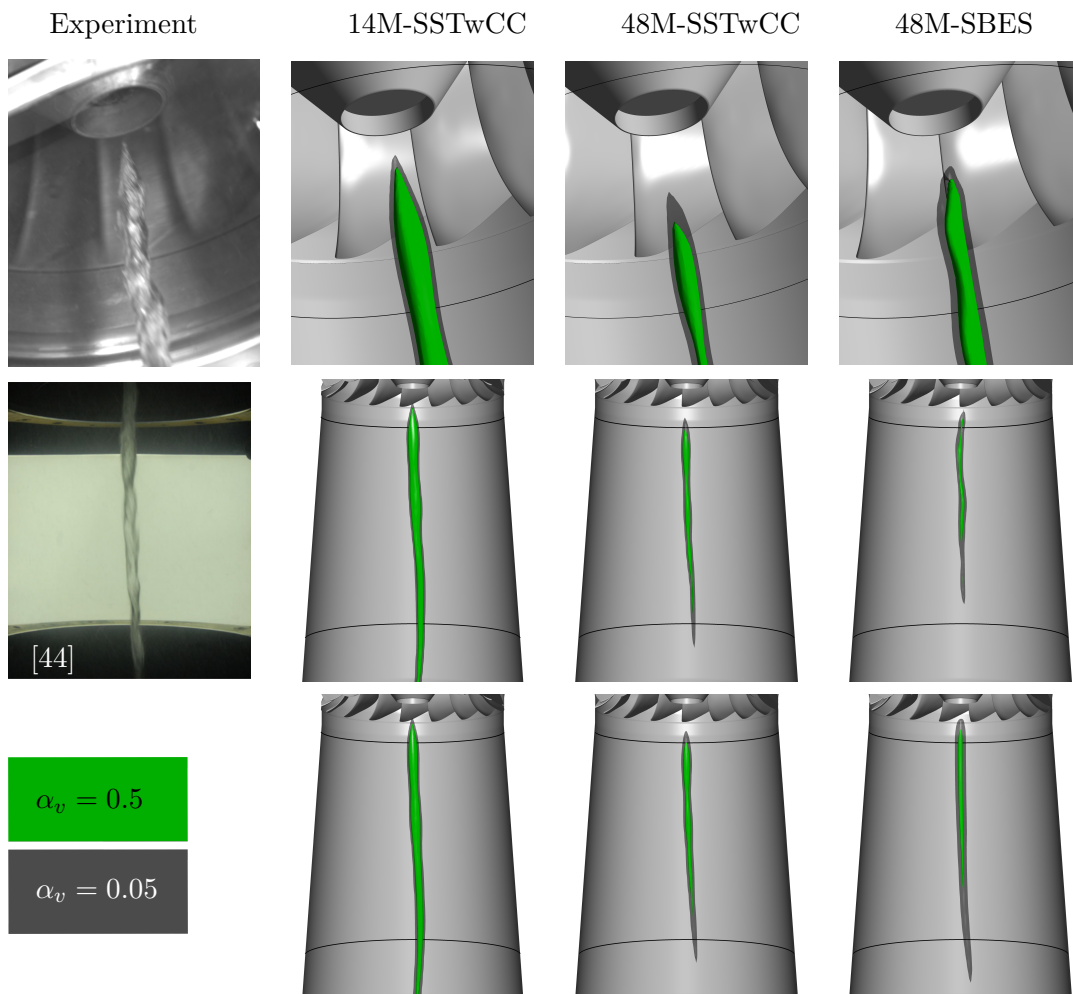 Experiment 14M-SSTwCC 48M-SSTwCC 48M-SBES
[44]
αᵥ = 0.5
αᵥ = 0.05